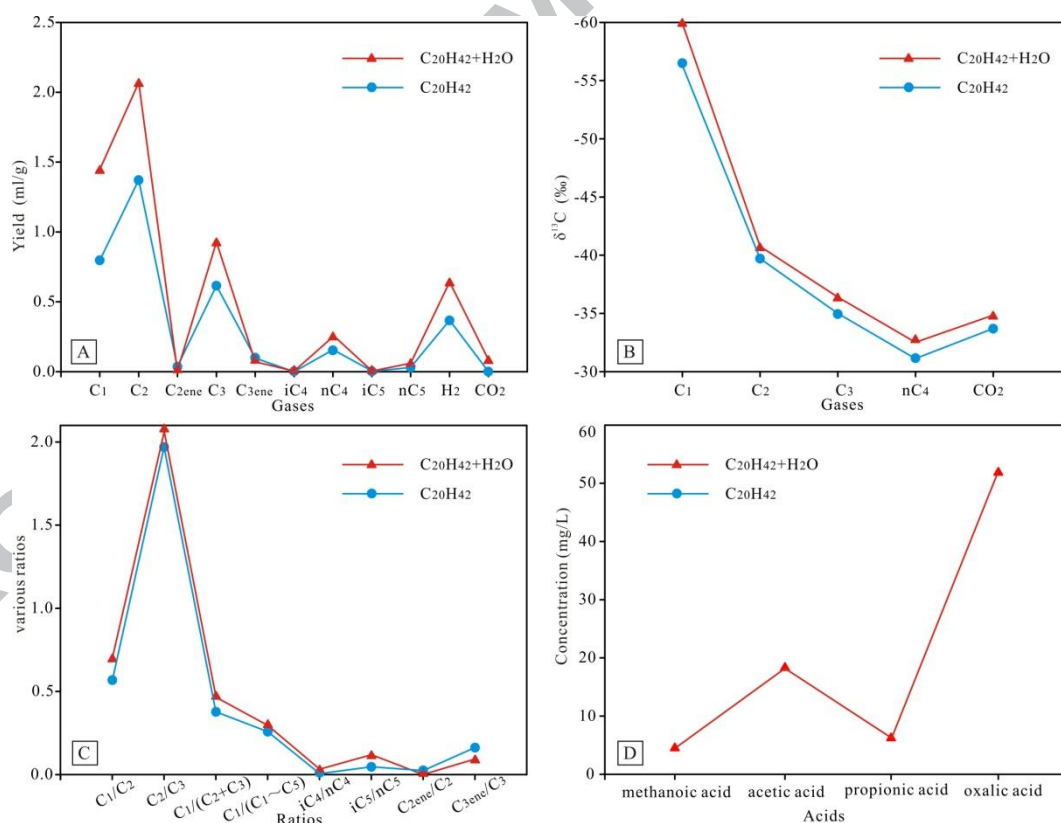 2.5
2.0
1.5
1.0
0.5
0.0
Yield (ml/g)
C20H42+H2O
C20H42
A
C1 C2 C2ene C3 C3ene iC4 nC4 iC5 nC5 H2 CO2
Gases
-60
-55
-50
-45
-40
-35
-30
δ¹³C (‰)
C20H42+H2O
C20H42
B
C1 C2 C3 nC4 CO2
Gases
2.0
1.5
1.0
0.5
0.0
various ratios
C20H42+H2O
C20H42
C
C1/C2 C2/C3 C1/(C2+C3) C1/(C1～C5) iC4/nC4 iC5/nC5 C2ene/C2 C3ene/C3
Ratios
60
50
40
30
20
10
0
Concentration (mg/L)
C20H42+H2O
C20H42
D
methanoic acid acetic acid propionic acid oxalic acid
Acids